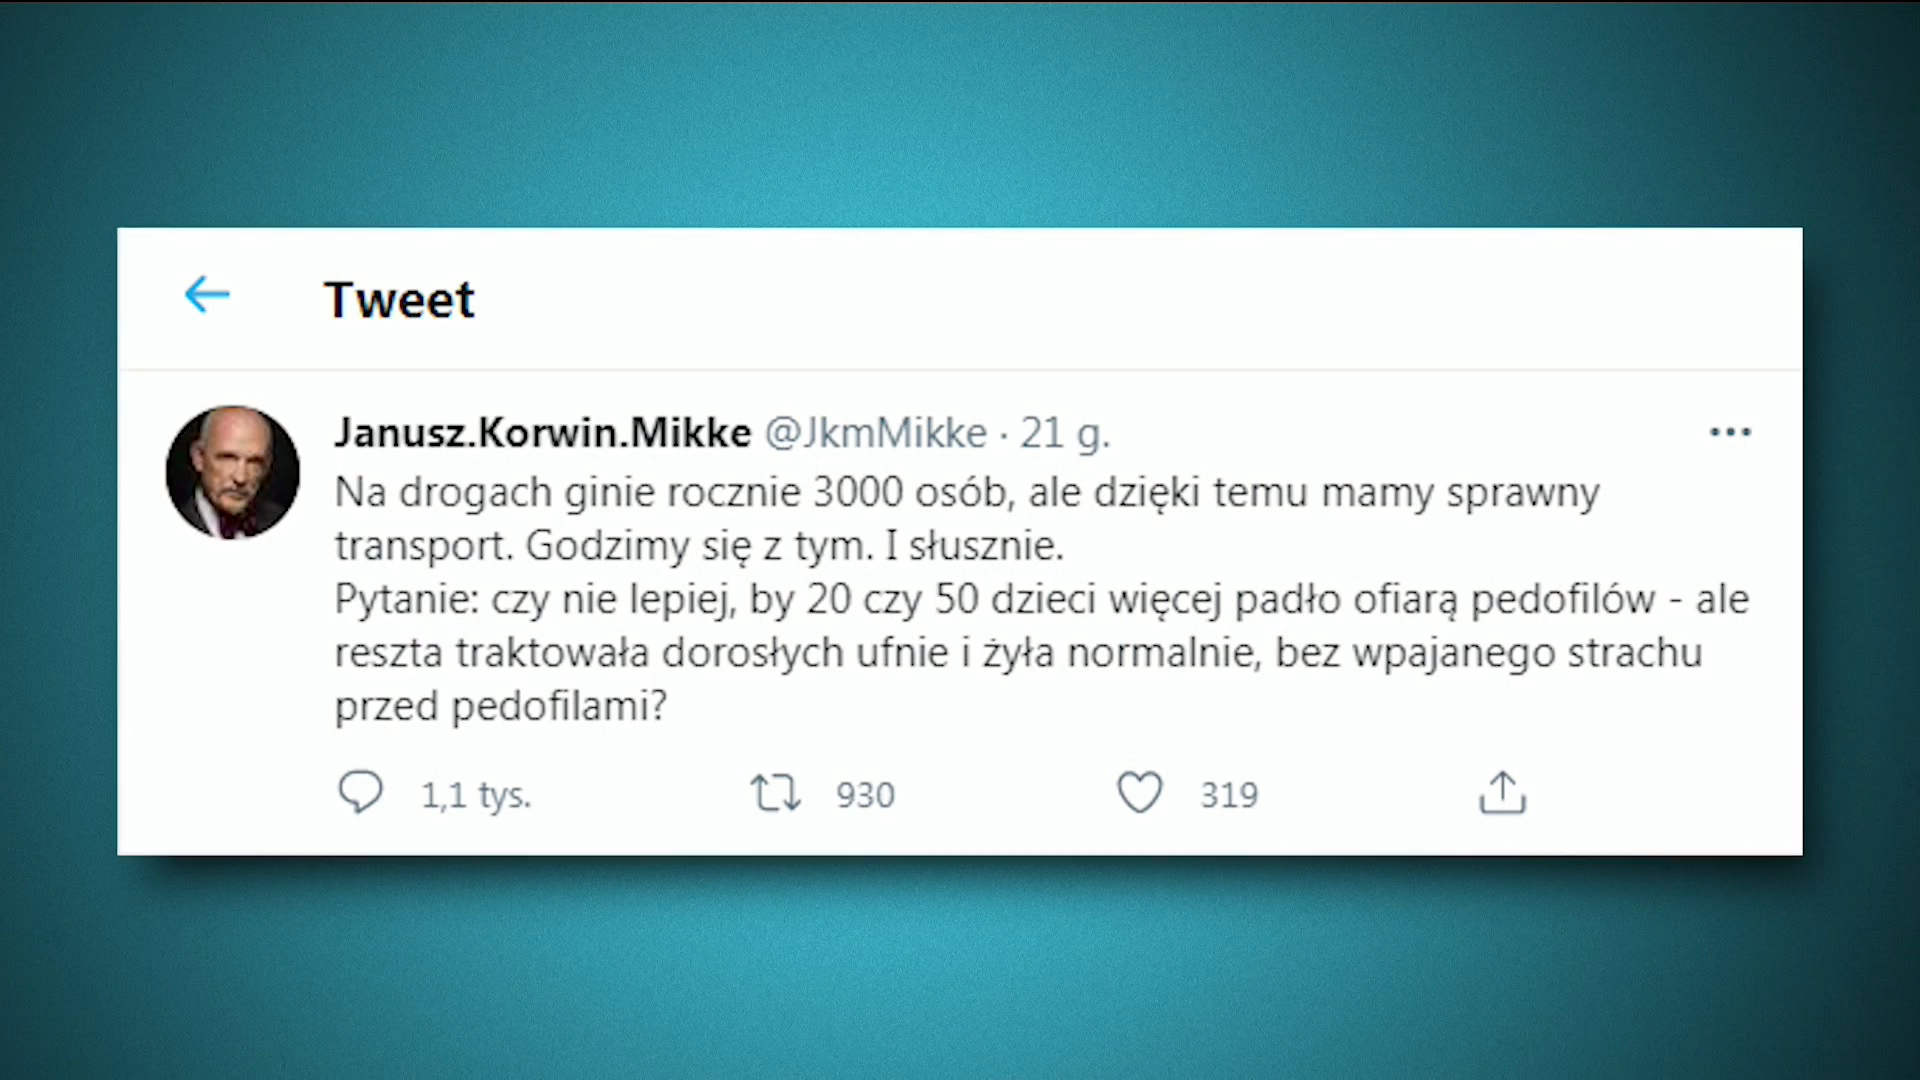 Tweet
Janusz.Korwin.Mikke @JkmMikke · 21 g.
Na drogach ginie rocznie 3000 osób, ale dzięki temu mamy sprawny
transport. Godzimy się z tym. I słusznie.
Pytanie: czy nie lepiej, by 20 czy 50 dzieci więcej padło ofiarą pedofilów - ale
reszta traktowała dorosłych ufnie i żyła normalnie, bez wpajanego strachu
przed pedofilami?
1,1 tys. 930 319